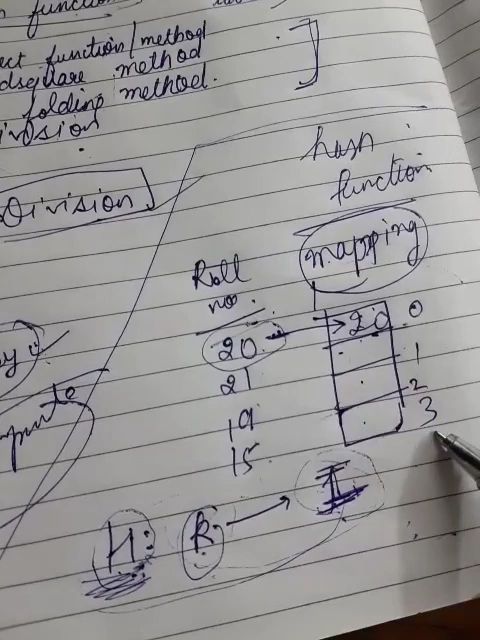 function
ect function/method
dsquare method
folding method.
ivision
Division
hash
function
mapping
Roll
no.
20 → 20 0
21 1
19 2
15 3
H: K → I